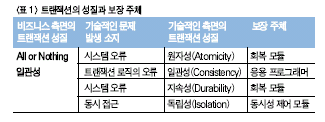 〈표 1〉 트랜잭션의 성질과 보장 주체
비즈니스 측면의 트랜잭션 성질 기술적인 문제 발생 소지 기술적인 측면의 트랜잭션 성질 보장 주체
All or Nothing 시스템 오류 원자성(Atomicity) 회복 모듈
일관성 트랜잭션 로직의 오류 일관성(Consistency) 응용 프로그래머
시스템 오류 지속성(Durability) 회복 모듈
동시 접근 독립성(Isolation) 동시성 제어 모듈